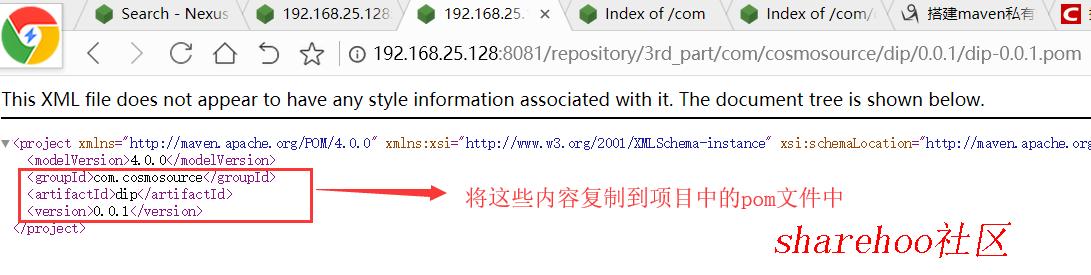 Search - Nexus
192.168.25.128
192.168.25.
Index of /com
Index of /com/
搭建maven私有
192.168.25.128:8081/repository/3rd_part/com/cosmosource/dip/0.0.1/dip-0.0.1.pom
This XML file does not appear to have any style information associated with it. The document tree is shown below.
<project xmlns="http://maven.apache.org/POM/4.0.0" xmlns:xsi="http://www.w3.org/2001/XMLSchema-instance" xsi:schemaLocation="http://maven.apache.org
<modelVersion>4.0.0</modelVersion>
<groupId>com.cosmosource</groupId>
<artifactId>dip</artifactId>
<version>0.0.1</version>
</project>
将这些内容复制到项目中的pom文件中
sharehoo社区